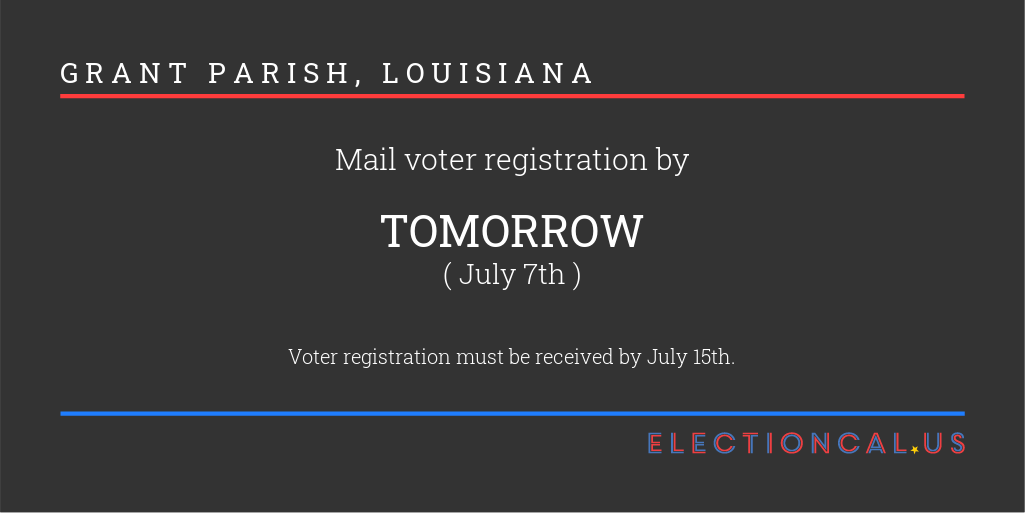 GRANT PARISH, LOUISIANA
Mail voter registration by
TOMORROW
( July 7th )
Voter registration must be received by July 15th.
ELECTIONCAL.US